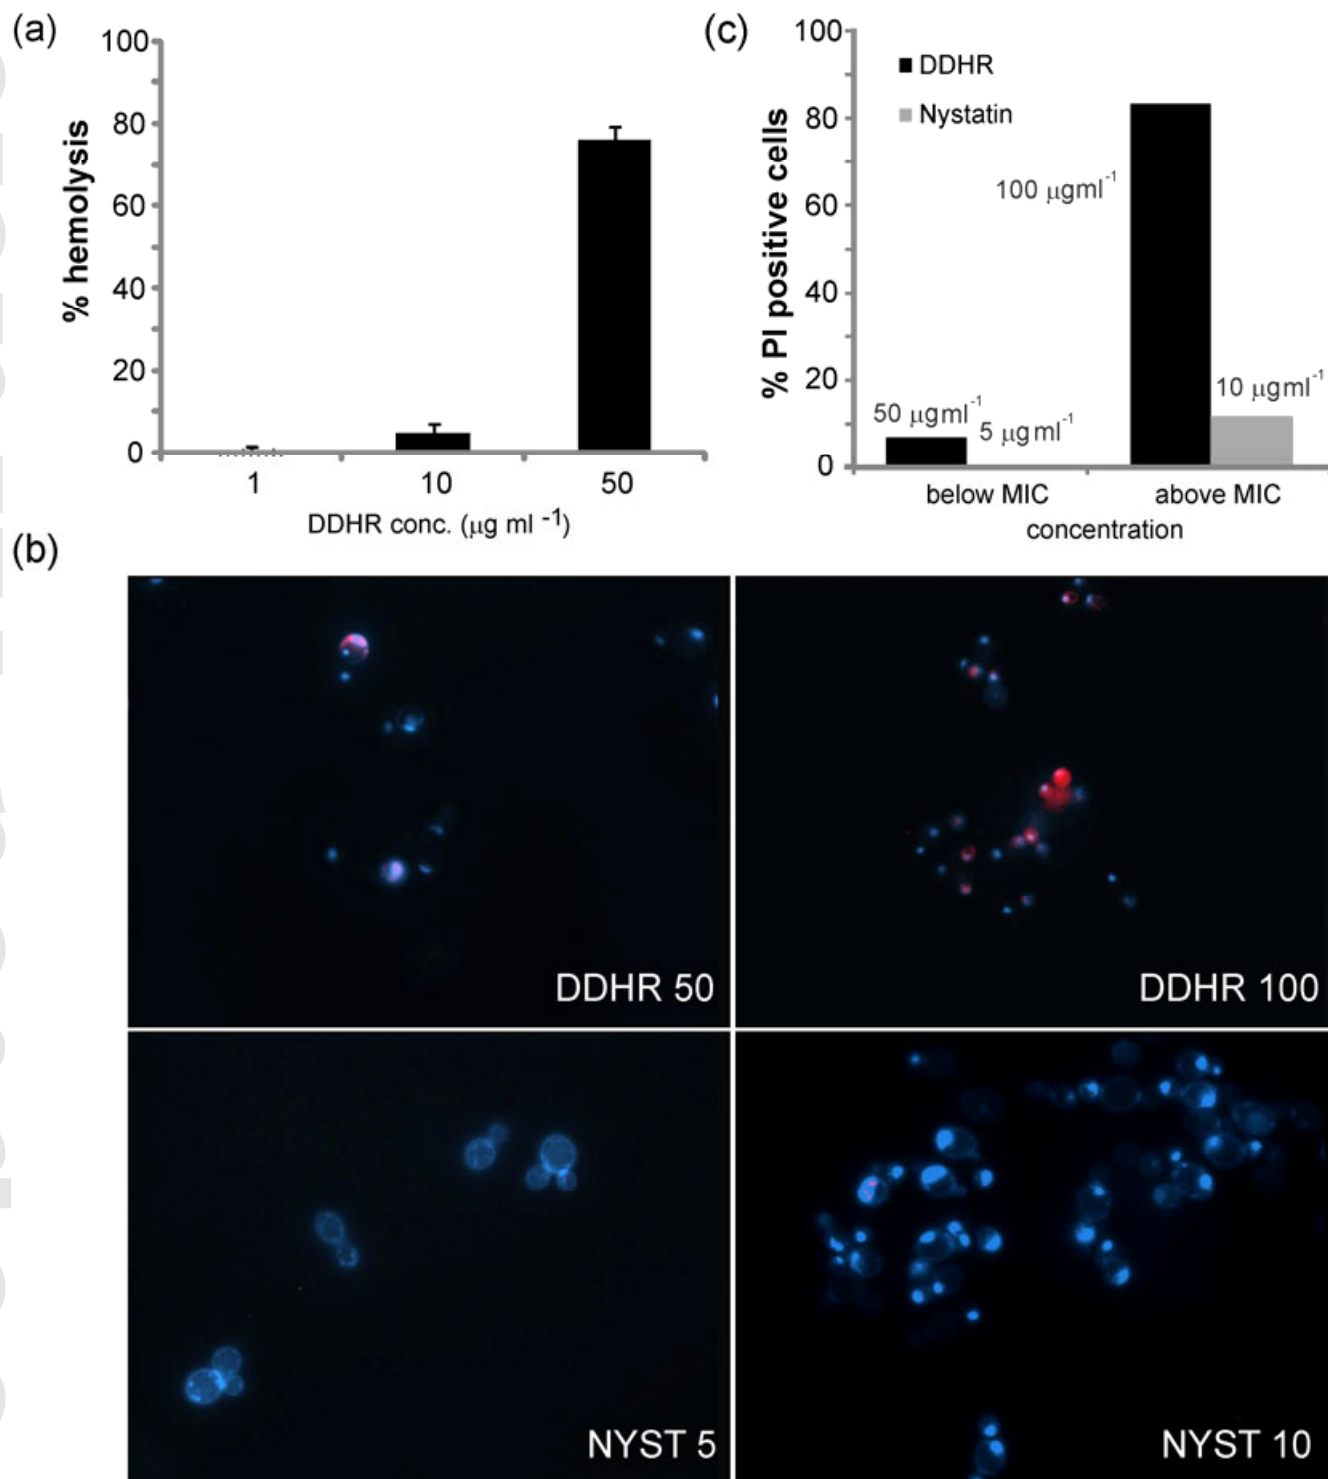 (a)
100
80
60
40
20
0
% hemolysis
1 10 50
DDHR conc. (μg ml -1)
(c)
100
80
60
40
20
0
% PI positive cells
DDHR
Nystatin
100 μgml-1
50 μgml-1
5 μgml-1
10 μgml-1
below MIC above MIC
concentration
(b)
DDHR 50
DDHR 100
NYST 5
NYST 10